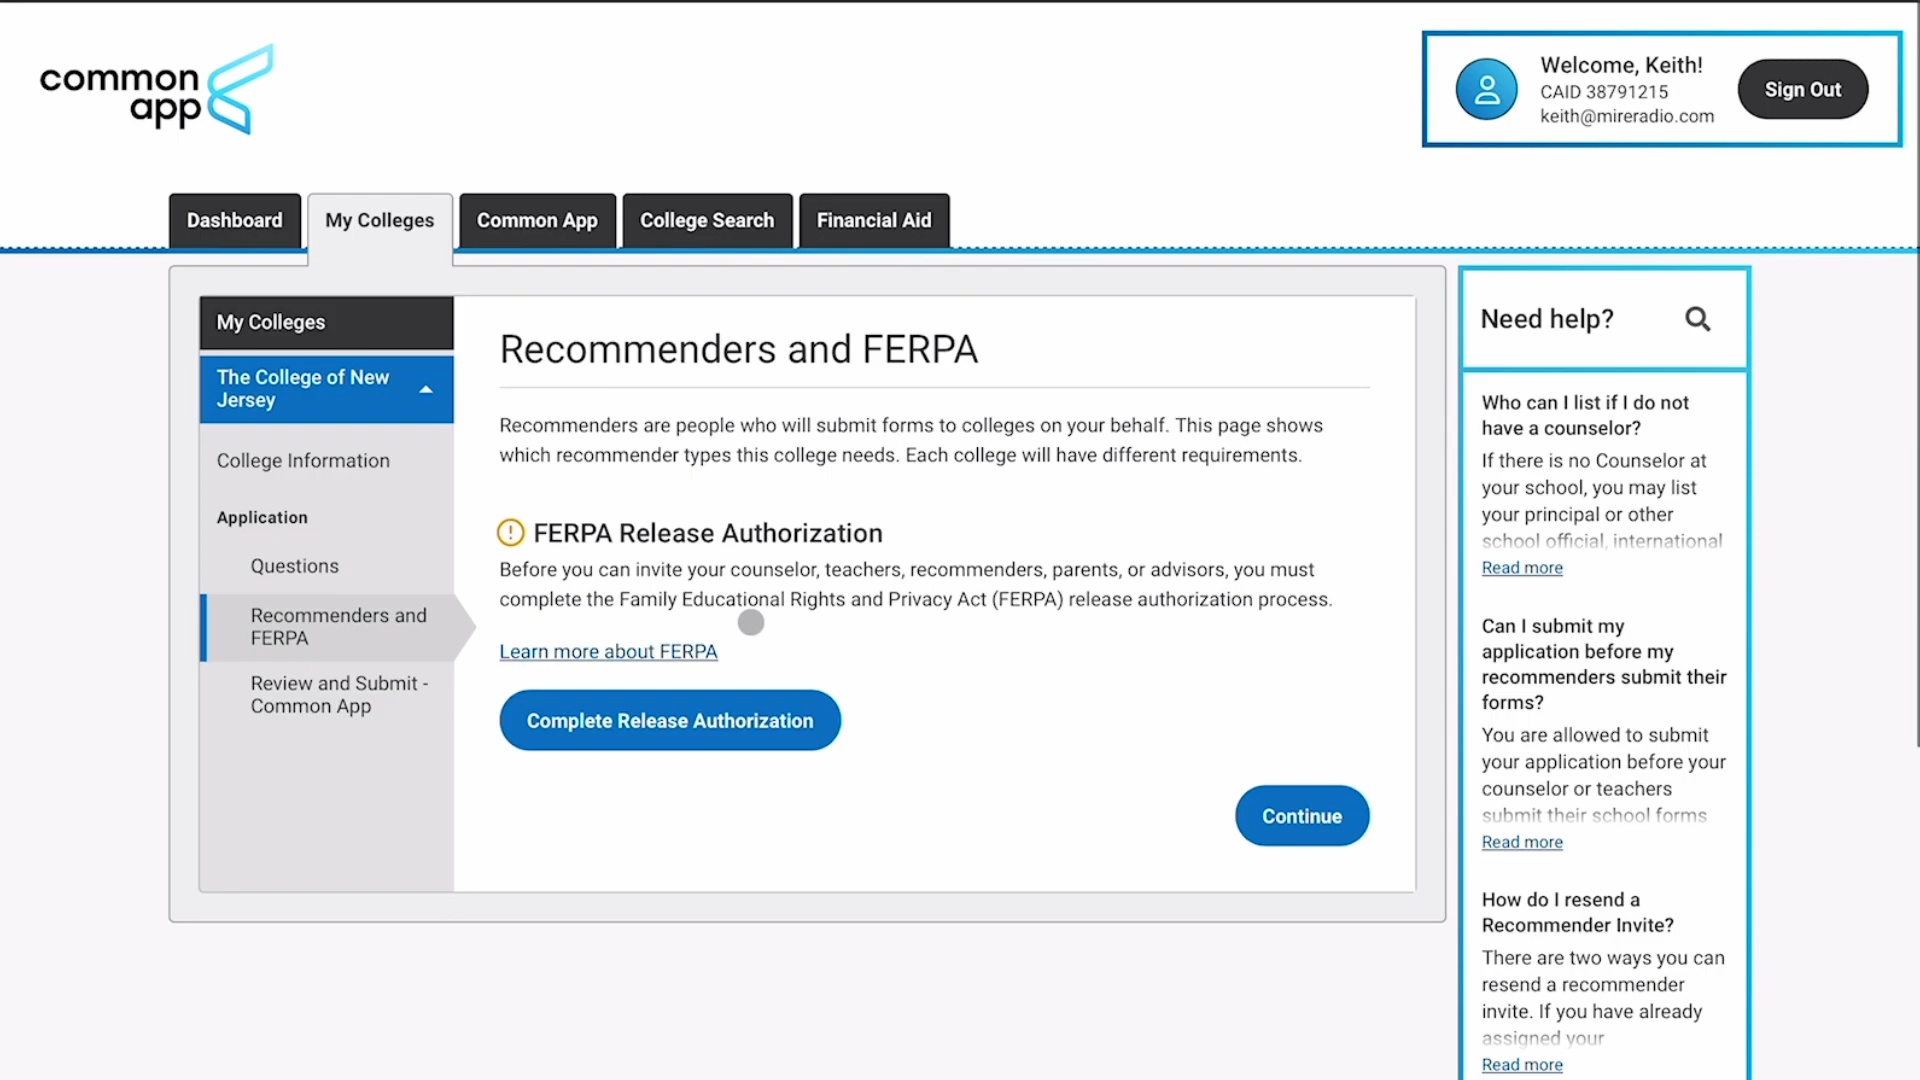 common
app
Welcome, Keith!
CAID 38791215
keith@mireradio.com
Sign Out
Dashboard
My Colleges
Common App
College Search
Financial Aid
My Colleges
The College of New
Jersey
College Information
Application
Questions
Recommenders and
FERPA
Review and Submit -
Common App
Recommenders and FERPA
Recommenders are people who will submit forms to colleges on your behalf. This page shows
which recommender types this college needs. Each college will have different requirements.
FERPA Release Authorization
Before you can invite your counselor, teachers, recommenders, parents, or advisors, you must
complete the Family Educational Rights and Privacy Act (FERPA) release authorization process.
Learn more about FERPA
Complete Release Authorization
Continue
Need help?
Who can I list if I do not
have a counselor?
If there is no Counselor at
your school, you may list
your principal or other
school official, international
Read more
Can I submit my
application before my
recommenders submit their
forms?
You are allowed to submit
your application before your
counselor or teachers
submit their school forms
Read more
How do I resend a
Recommender Invite?
There are two ways you can
resend a recommender
invite. If you have already
assigned your
Read more